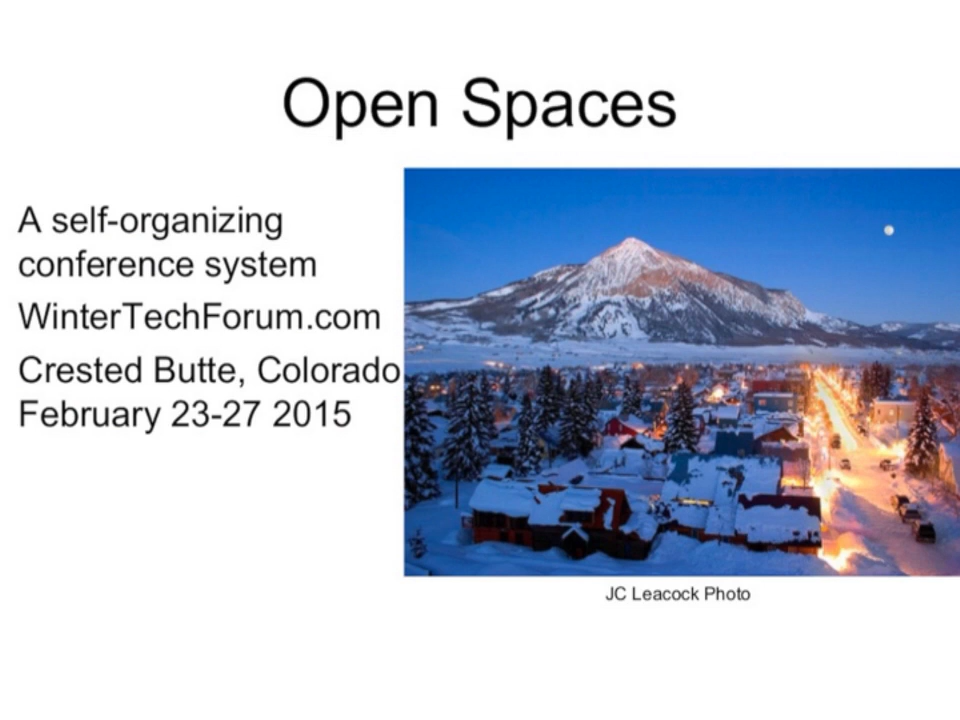 Open Spaces
A self-organizing
conference system
WinterTechForum.com
Crested Butte, Colorado
February 23-27 2015
JC Leacock Photo